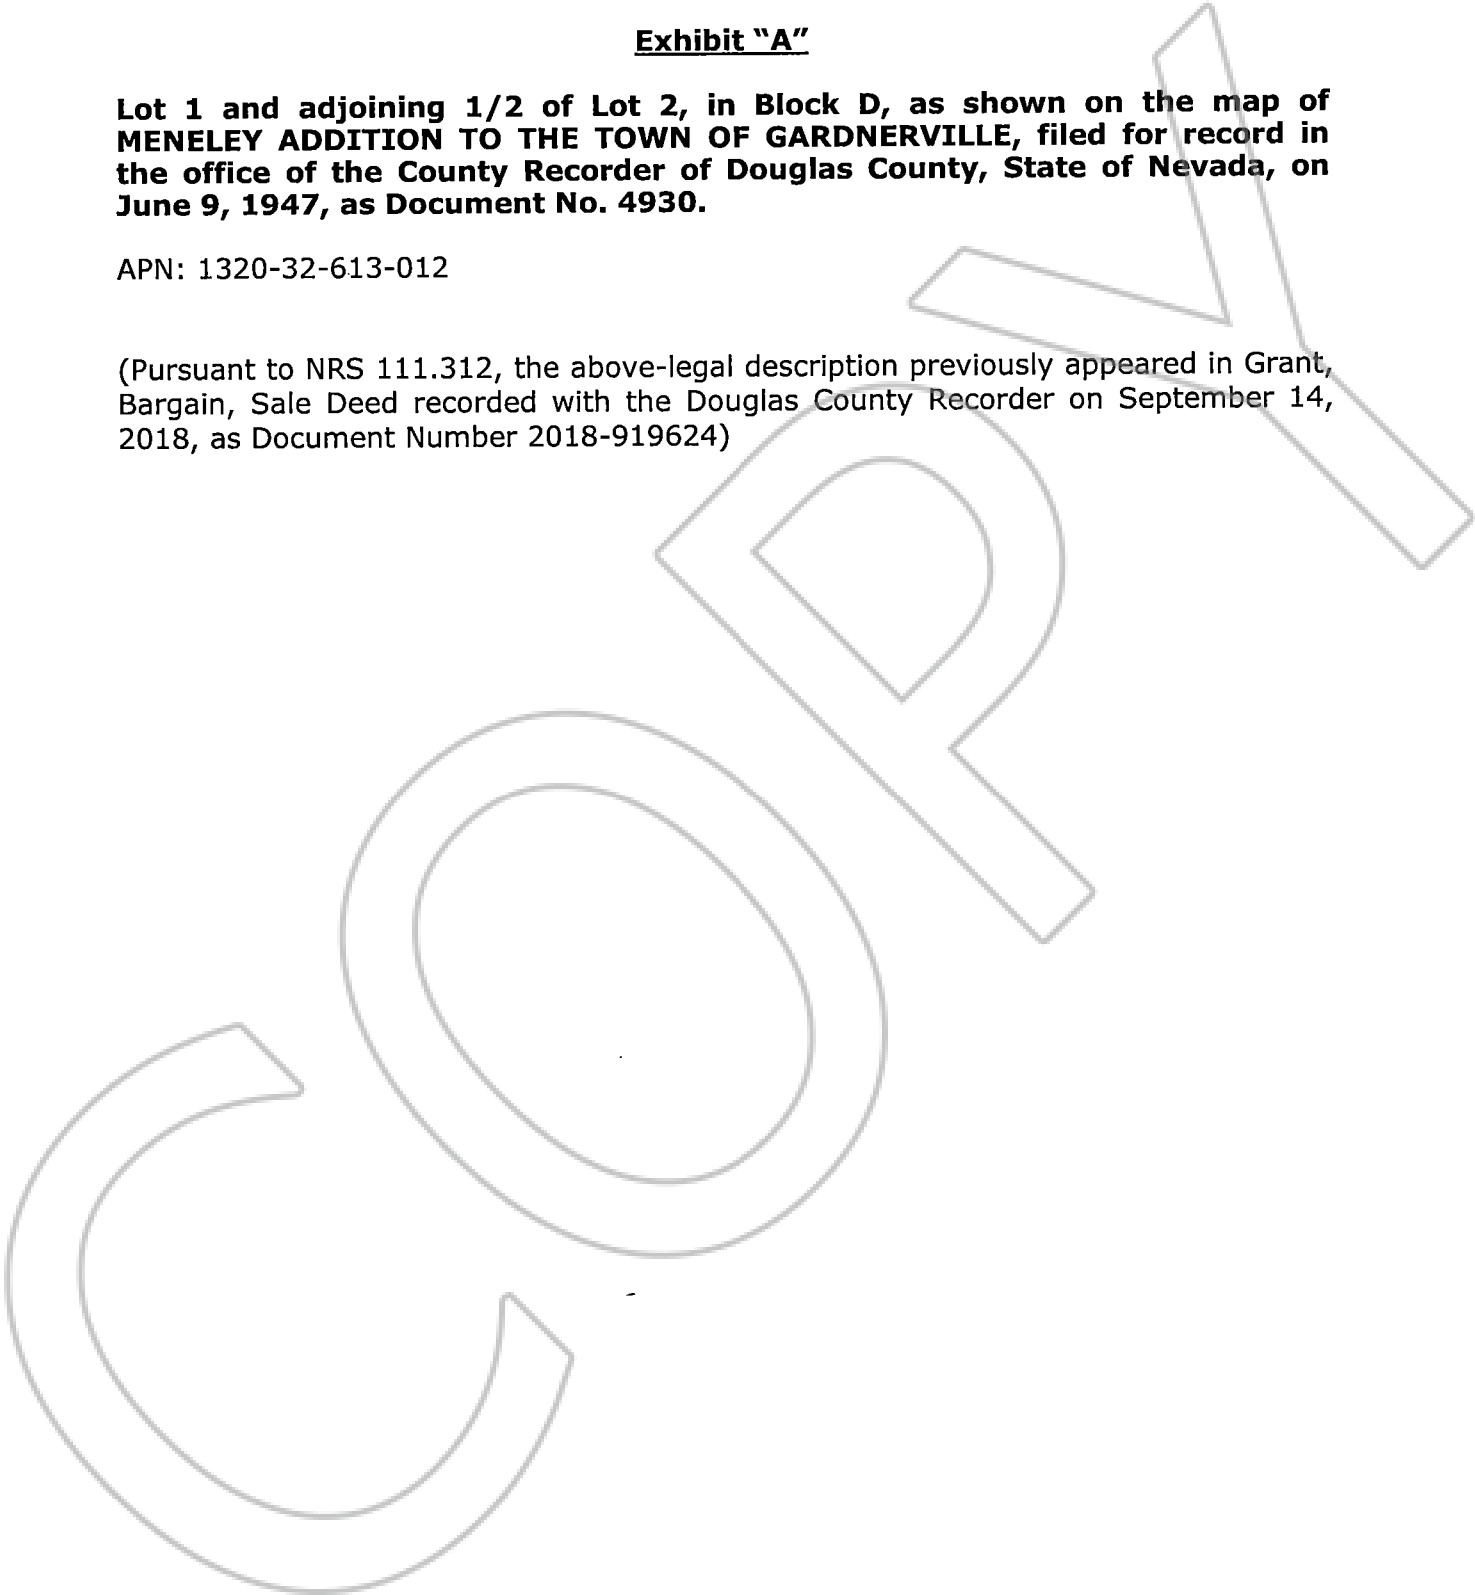 Exhibit “A”
Lot 1 and adjoining 1/2 of Lot 2, in Block D, as shown on the map of
MENELEY ADDITION TO THE TOWN OF GARDNERVILLE, filed for record in
the office of the County Recorder of Douglas County, State of Nevada, on
June 9, 1947, as Document No. 4930.
APN: 1320-32-613-012
(Pursuant to NRS 111.312, the above-legal description previously appeared in Grant,
Bargain, Sale Deed recorded with the Douglas County Recorder on September 14,
2018, as Document Number 2018-919624)
COPY